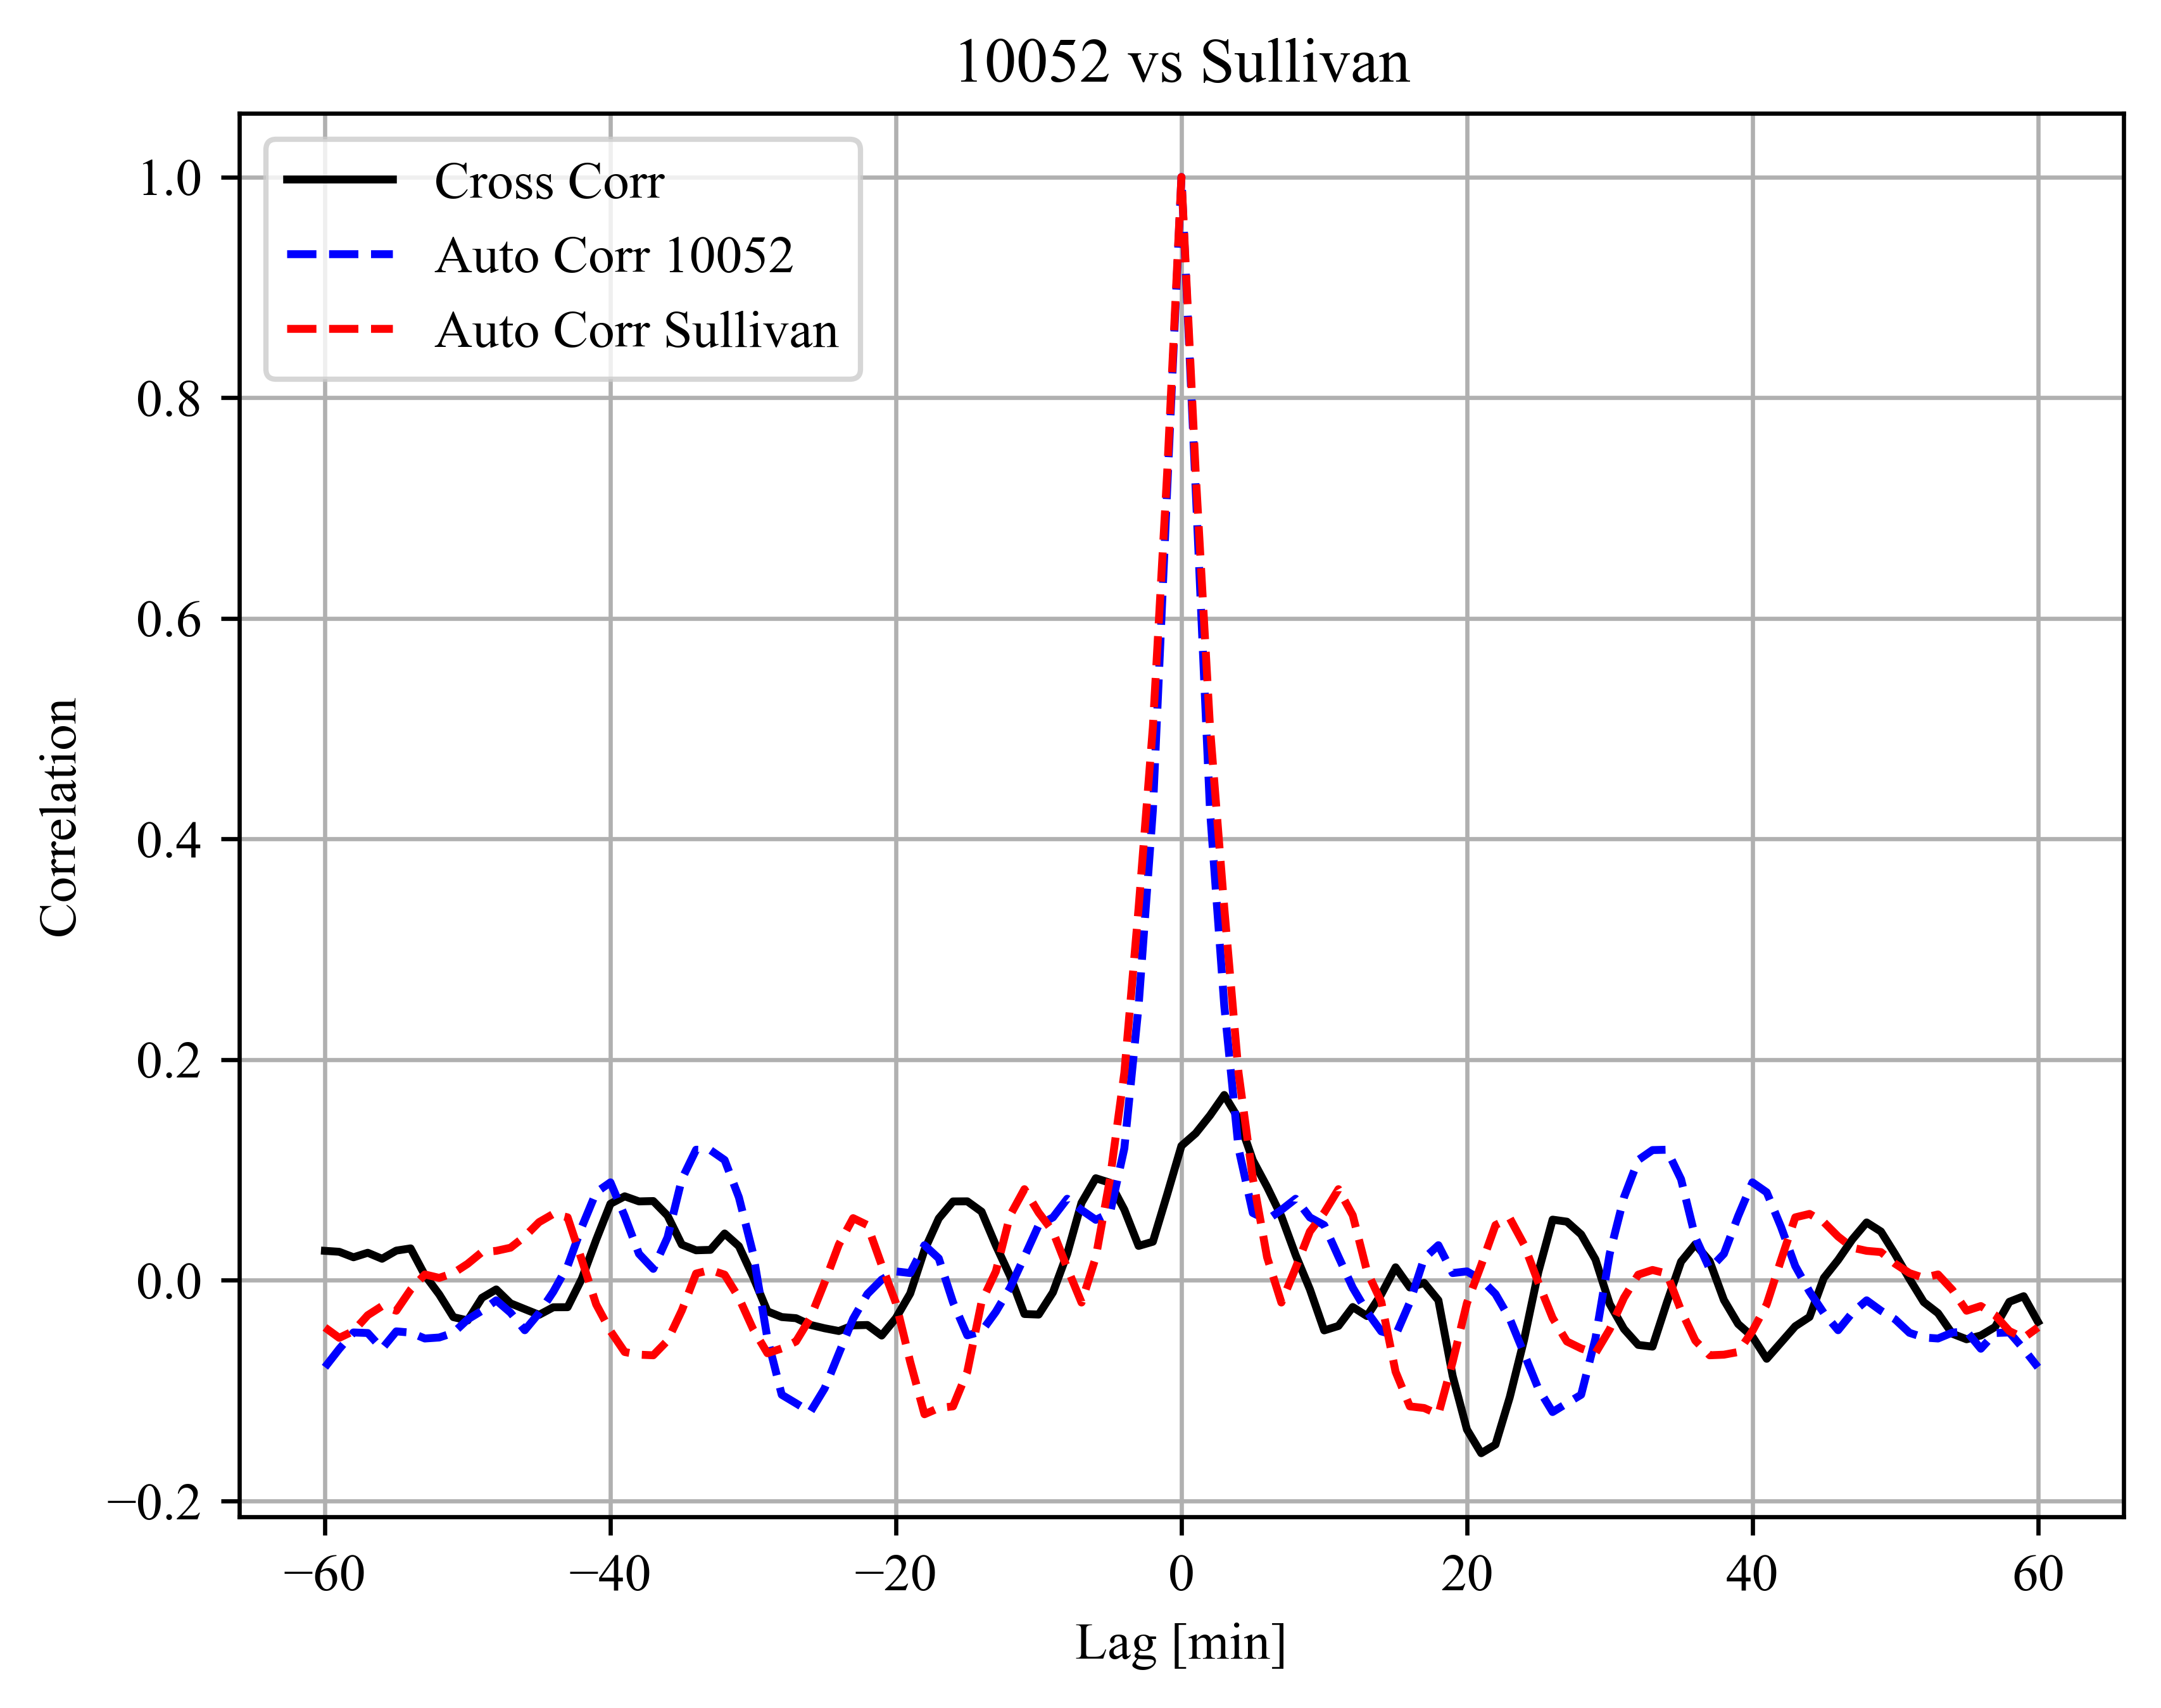 10052 vs Sullivan
Cross Corr
Auto Corr 10052
Auto Corr Sullivan
1.0
0.8
0.6
0.4
0.2
0.0
−0.2
Correlation
−60 −40 −20 0 20 40 60
Lag [min]